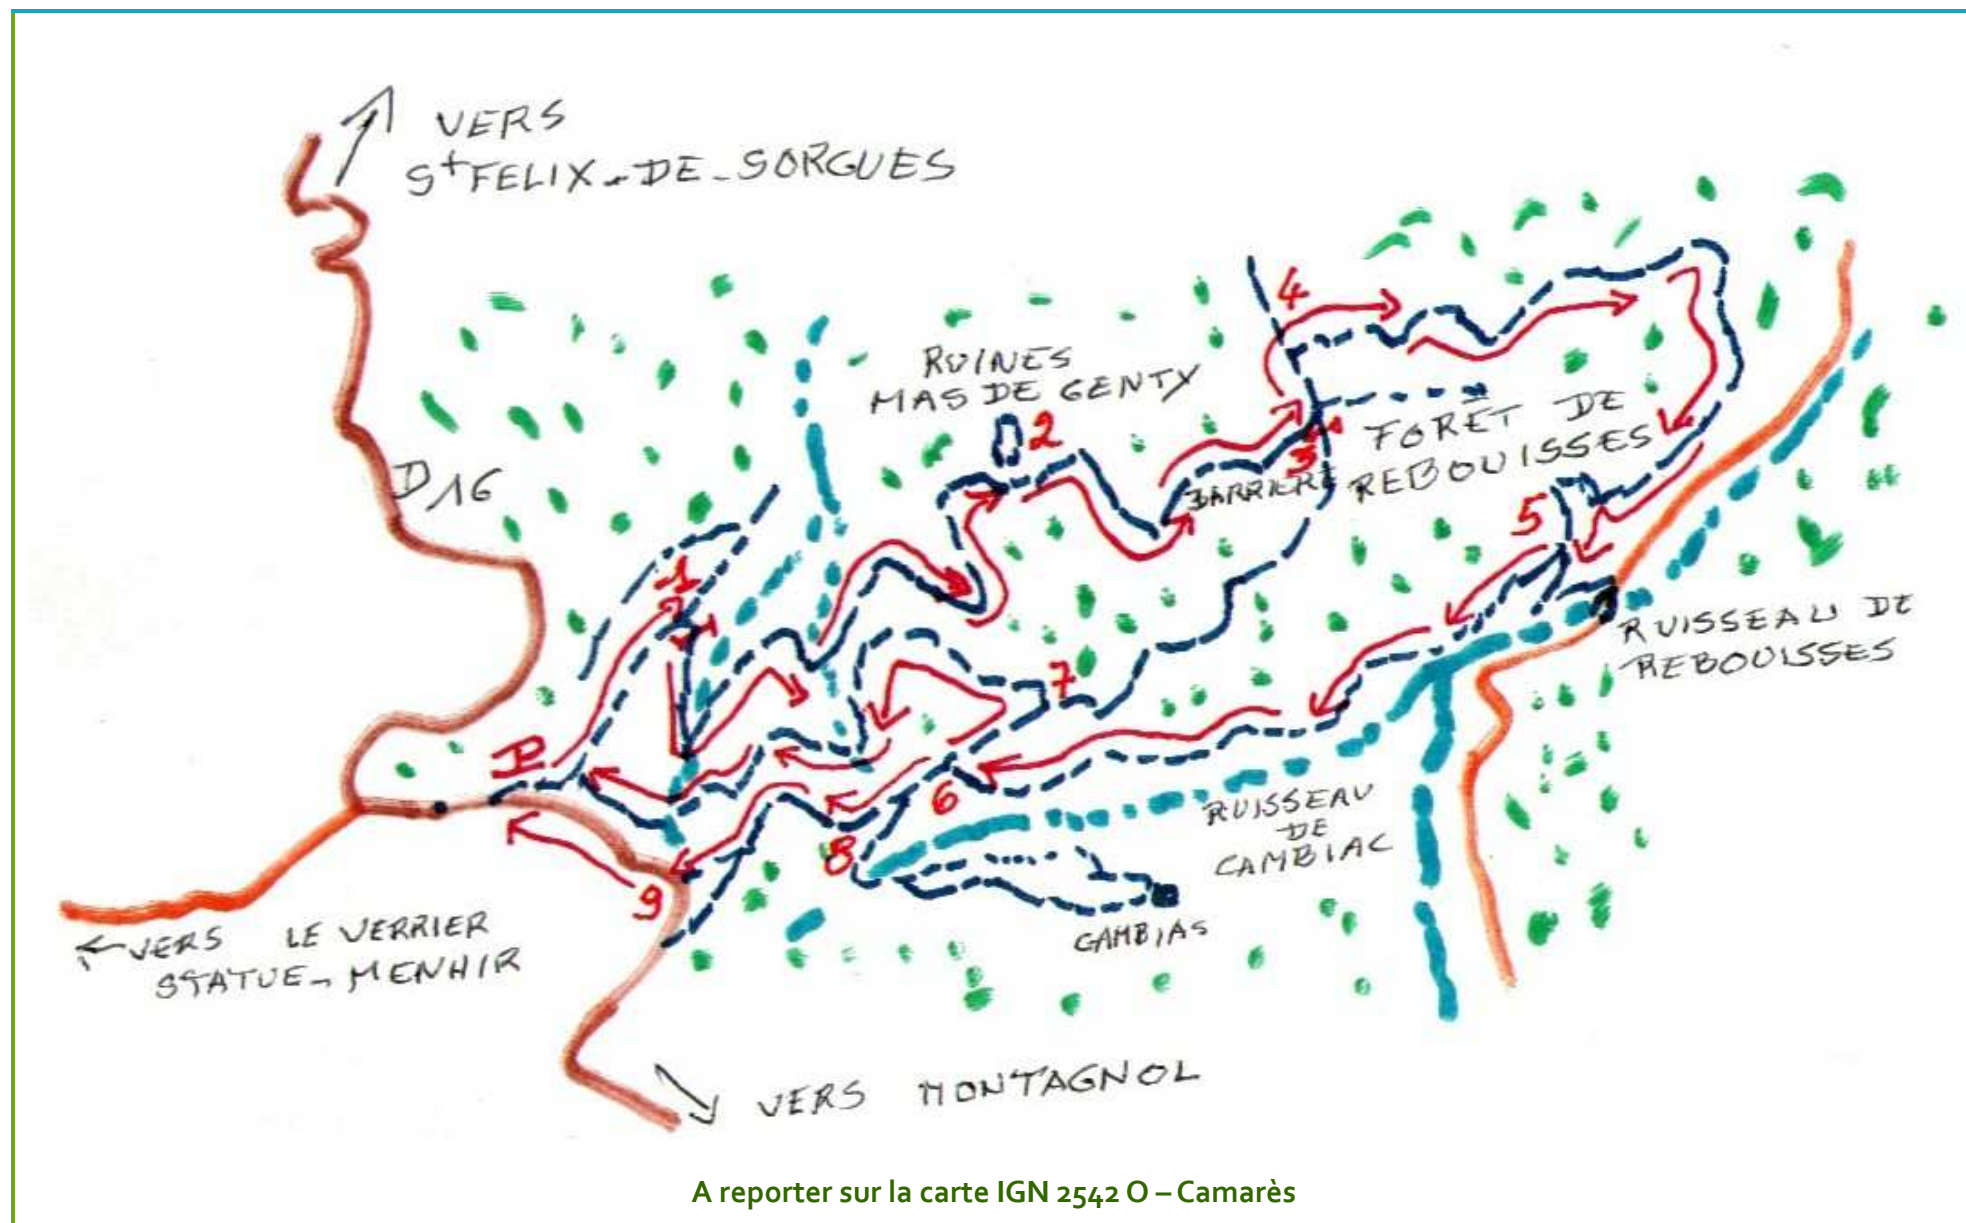 VERS
St FELIX-DE-SORGUES
D16
RUINES
MAS DE GENTY
2
4
3
BARRIERE
FORÊT DE
REBOUISSES
1
5
P
7
6
8
9
RUISSEAU DE
REBOUISSES
RUISSEAU
DE
CAMBIAC
CAMBIAS
← VERS LE VERRIER
STATUE-MENHIR
VERS MONTAGNOL
A reporter sur la carte IGN 2542 O – Camarès